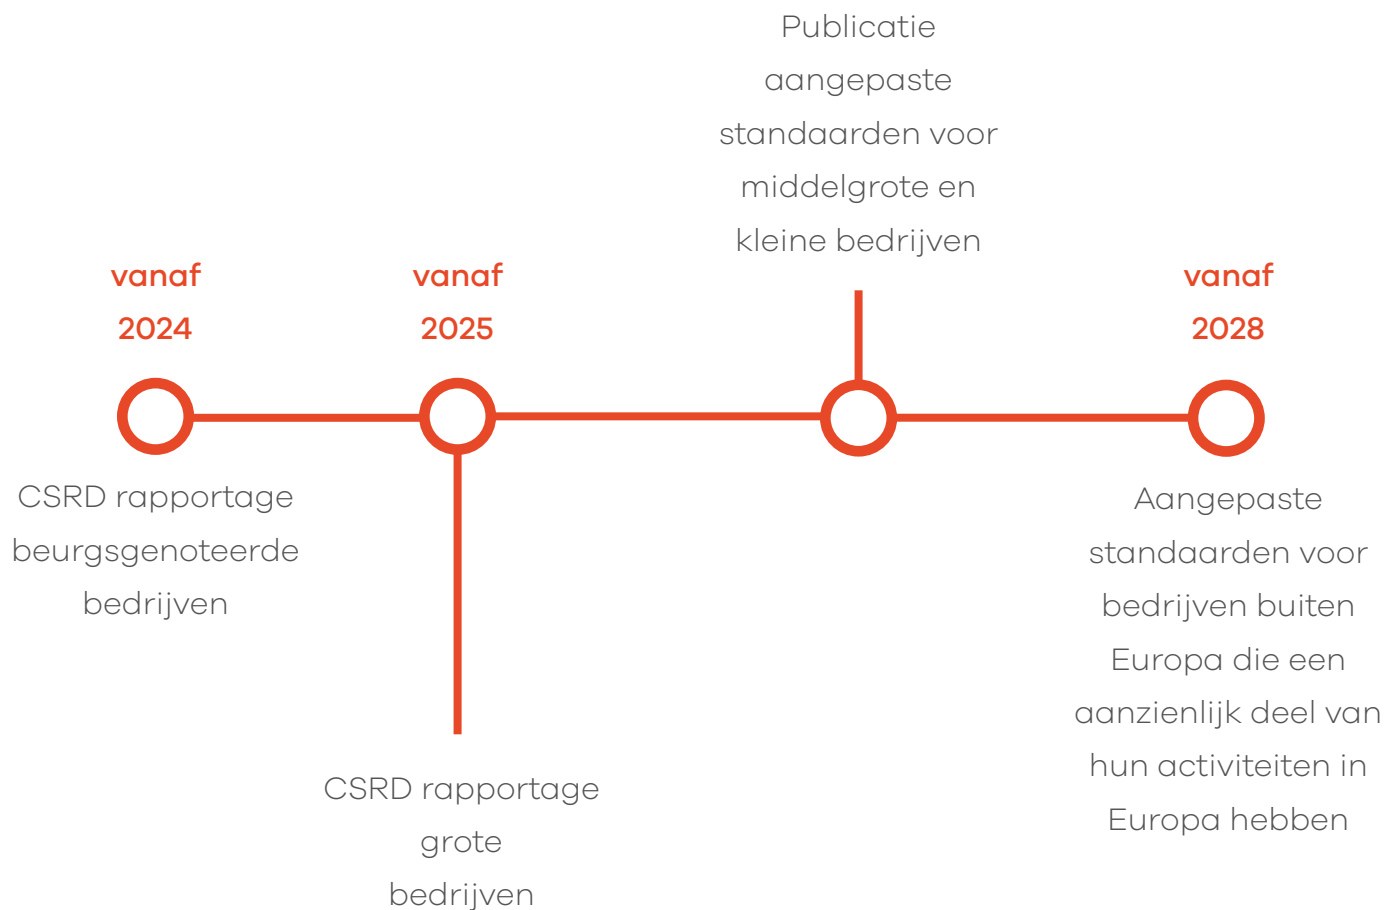 vanaf
2024
CSRD rapportage
beurgsgenoteerde
bedrijven
vanaf
2025
CSRD rapportage
grote
bedrijven
Publicatie
aangepaste
standaarden voor
middelgrote en
kleine bedrijven
vanaf
2028
Aangepaste
standaarden voor
bedrijven buiten
Europa die een
aanzienlijk deel van
hun activiteiten in
Europa hebben